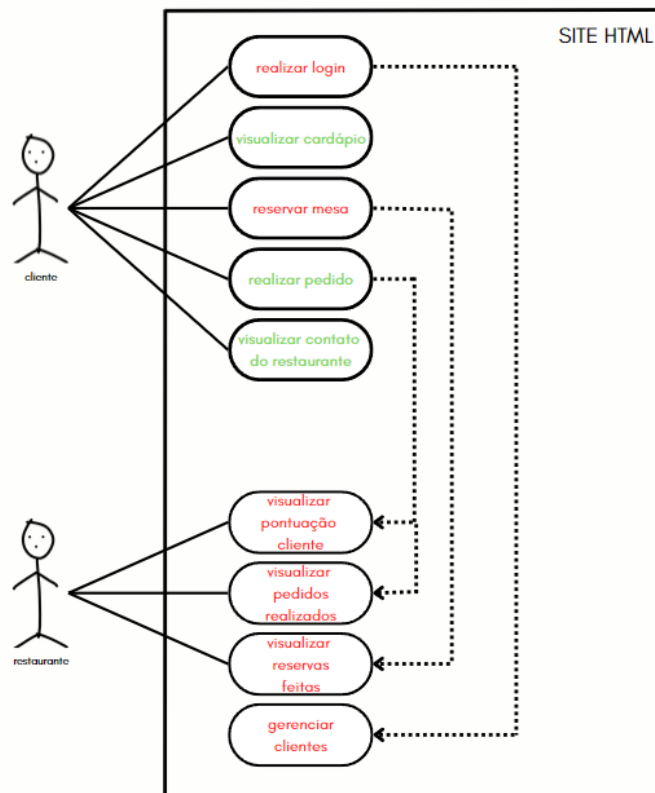 SITE HTML
realizar login
visualizar cardápio
reservar mesa
realizar pedido
visualizar contato
do restaurante
cliente
visualizar
pontuação
cliente
visualizar
pedidos
realizados
visualizar
reservas
feitas
gerenciar
clientes
restaurante